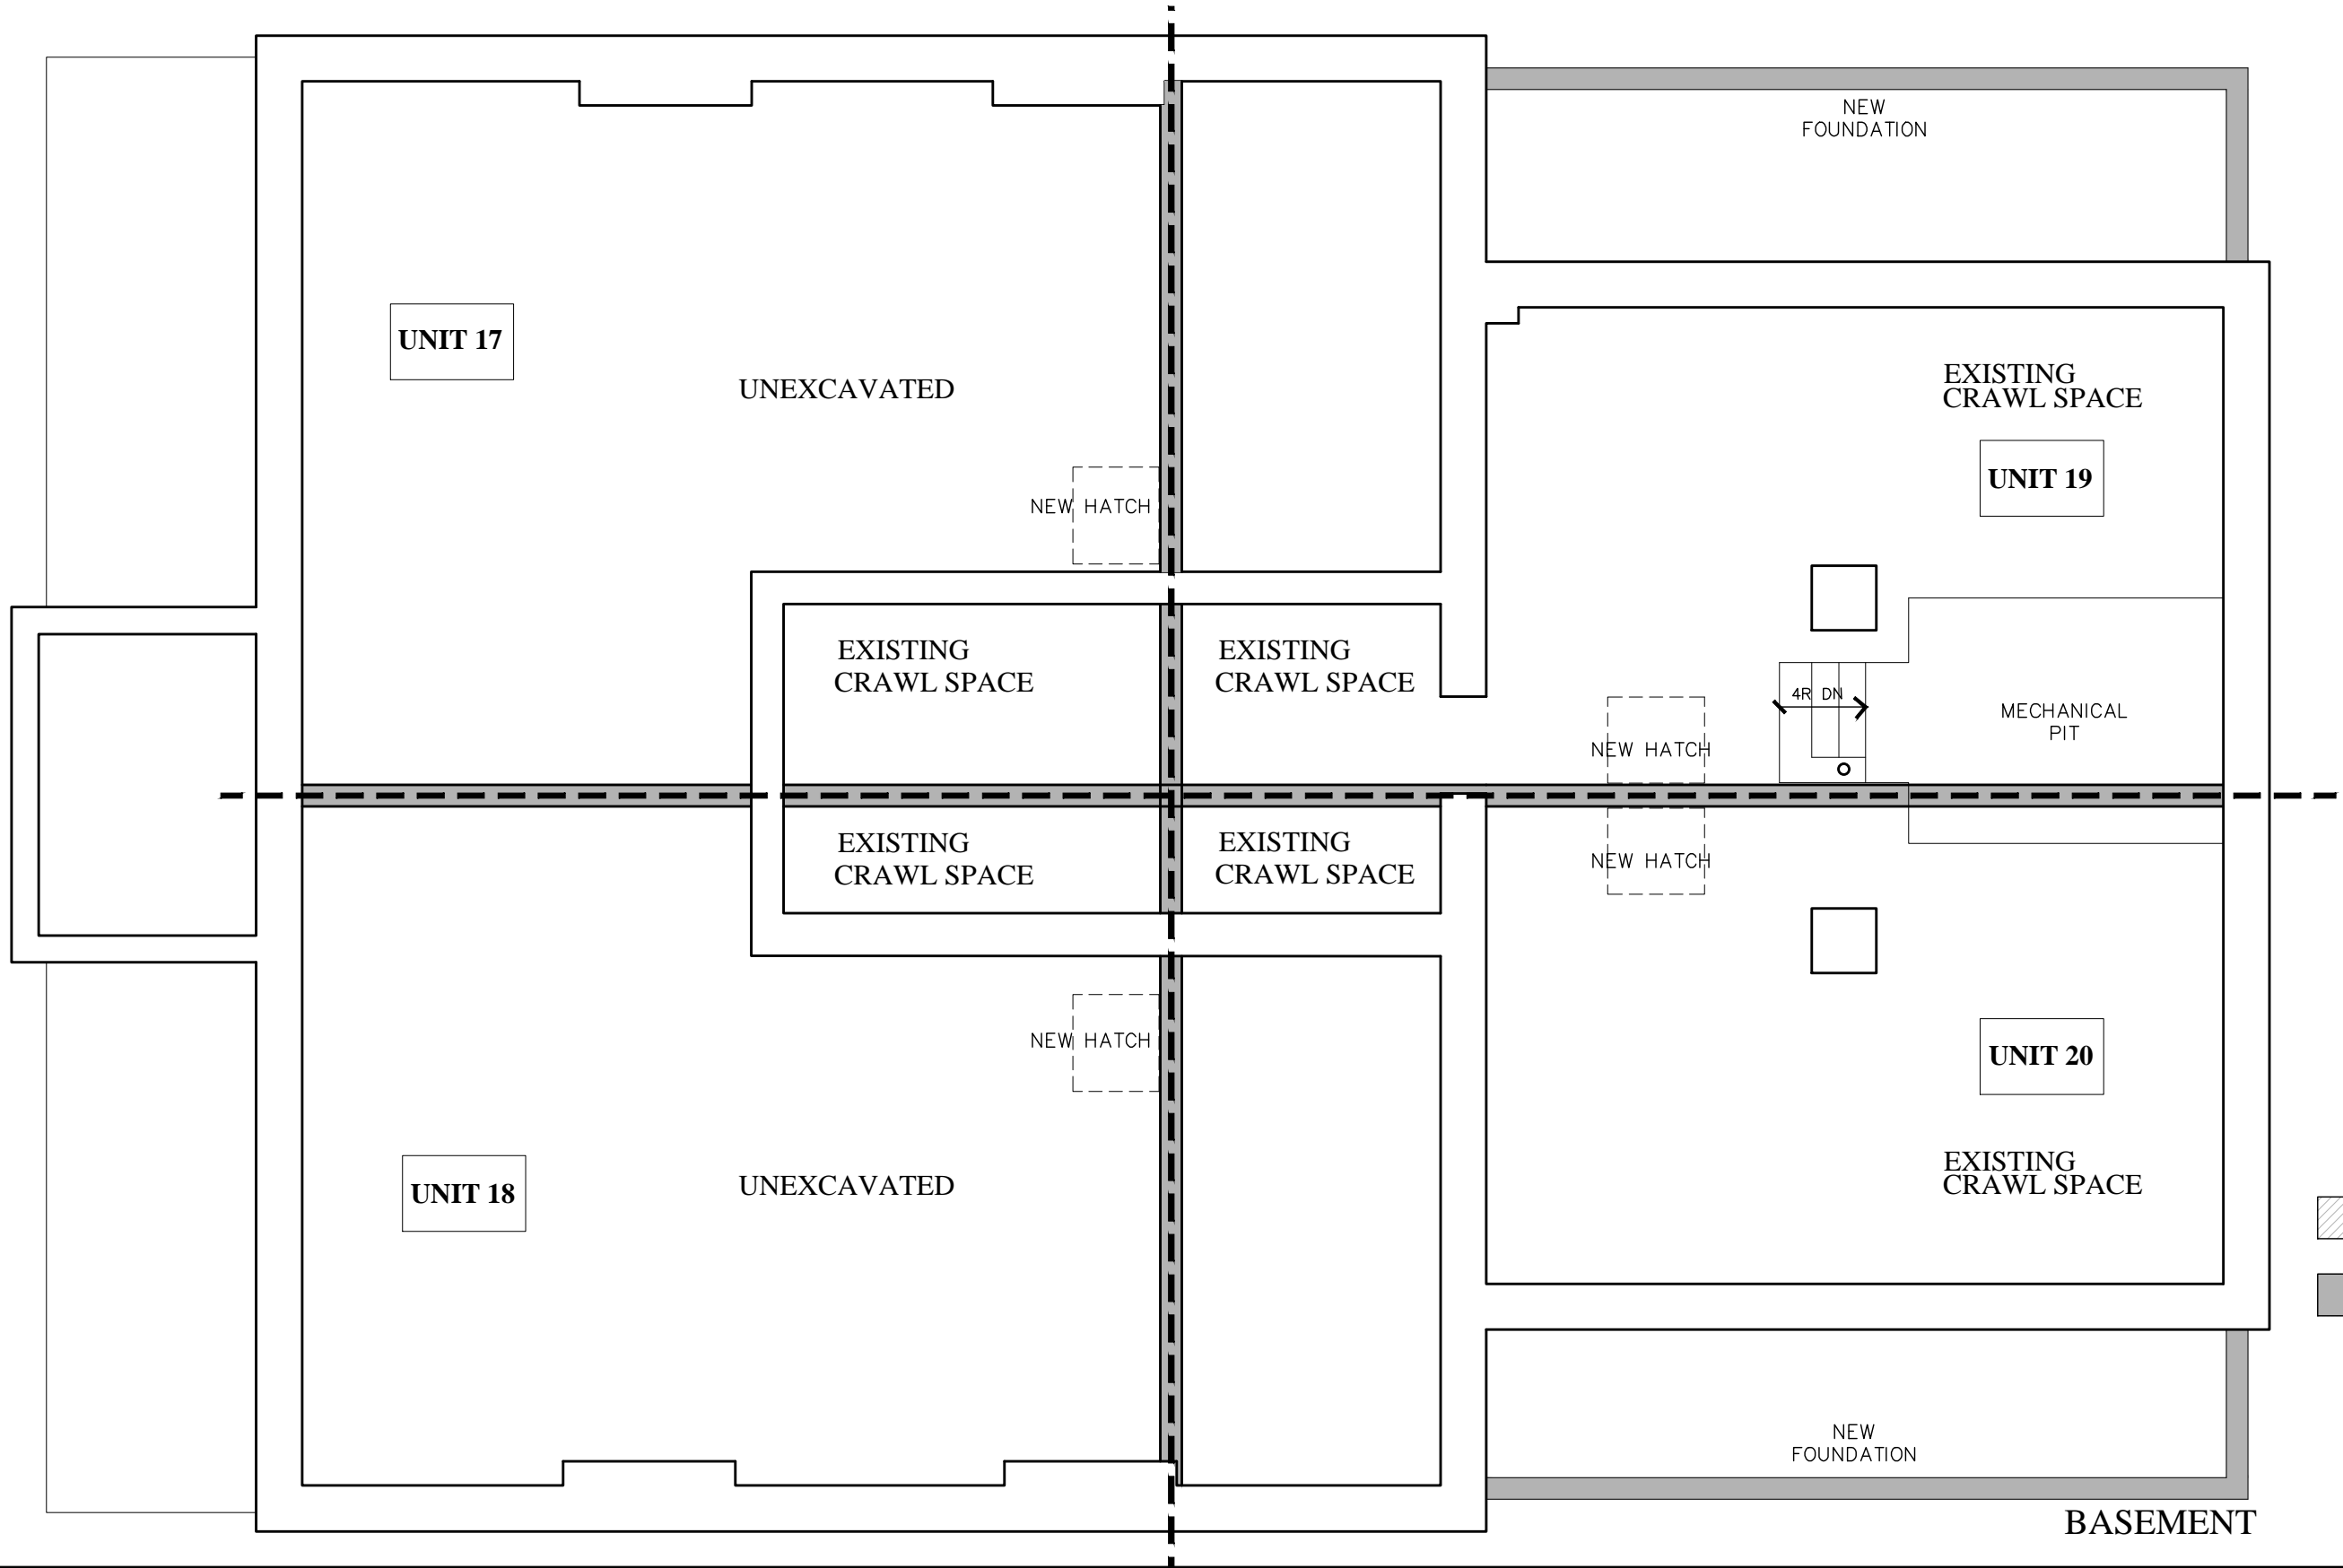 NEW
FOUNDATION
UNIT 17
UNEXCAVATED
EXISTING
CRAWL SPACE
UNIT 19
NEW HATCH
EXISTING
CRAWL SPACE
EXISTING
CRAWL SPACE
4R DN
MECHANICAL
PIT
NEW HATCH
EXISTING
CRAWL SPACE
EXISTING
CRAWL SPACE
NEW HATCH
NEW HATCH
UNIT 20
EXISTING
CRAWL SPACE
UNIT 18
UNEXCAVATED
NEW
FOUNDATION
BASEMENT